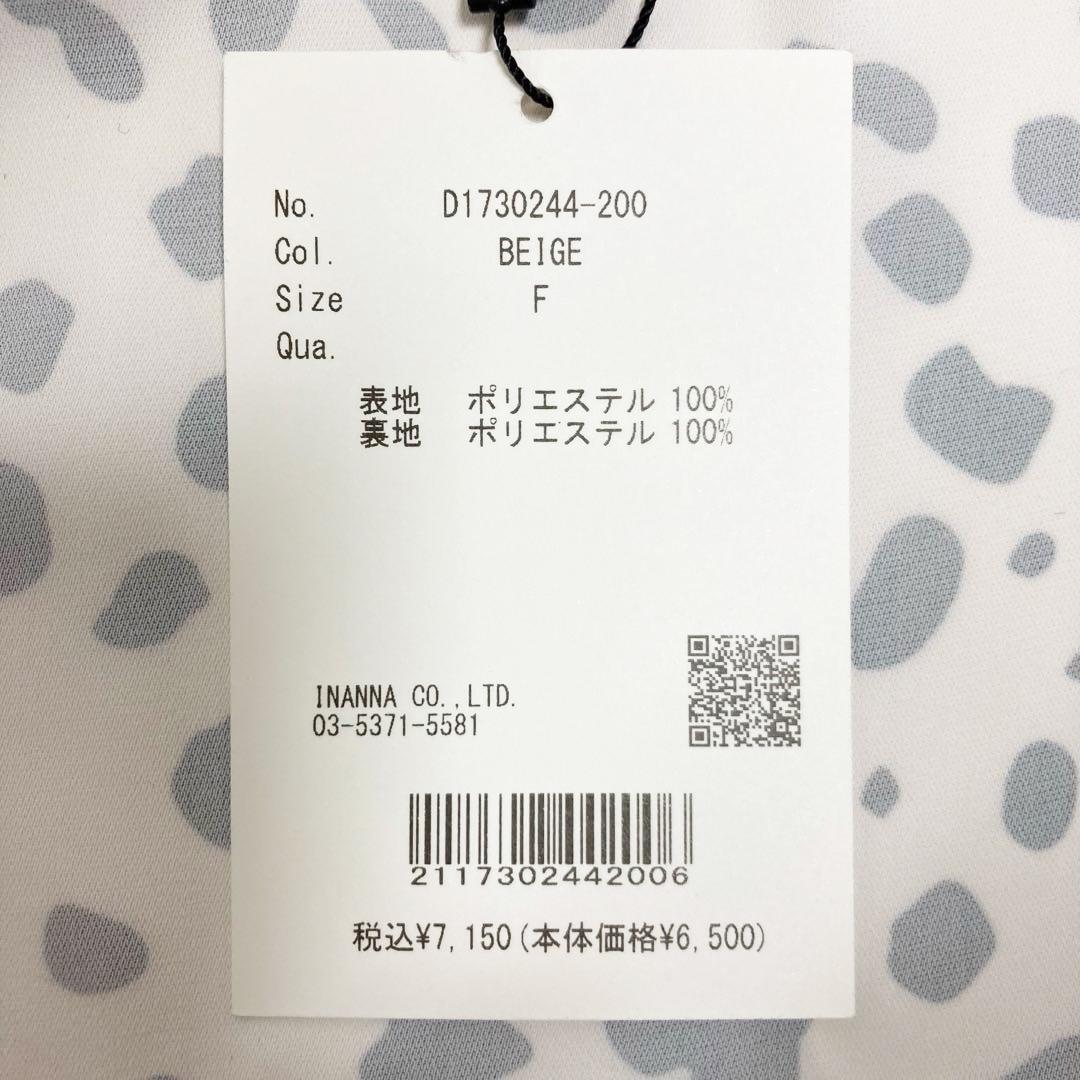 No. D1730244-200
Col. BEIGE
Size F
Qua.
表地 ポリエステル 100%
裏地 ポリエステル 100%
INANNA CO.,LTD.
03-5371-5581
2117302442006
税込¥7,150(本体価格¥6,500)